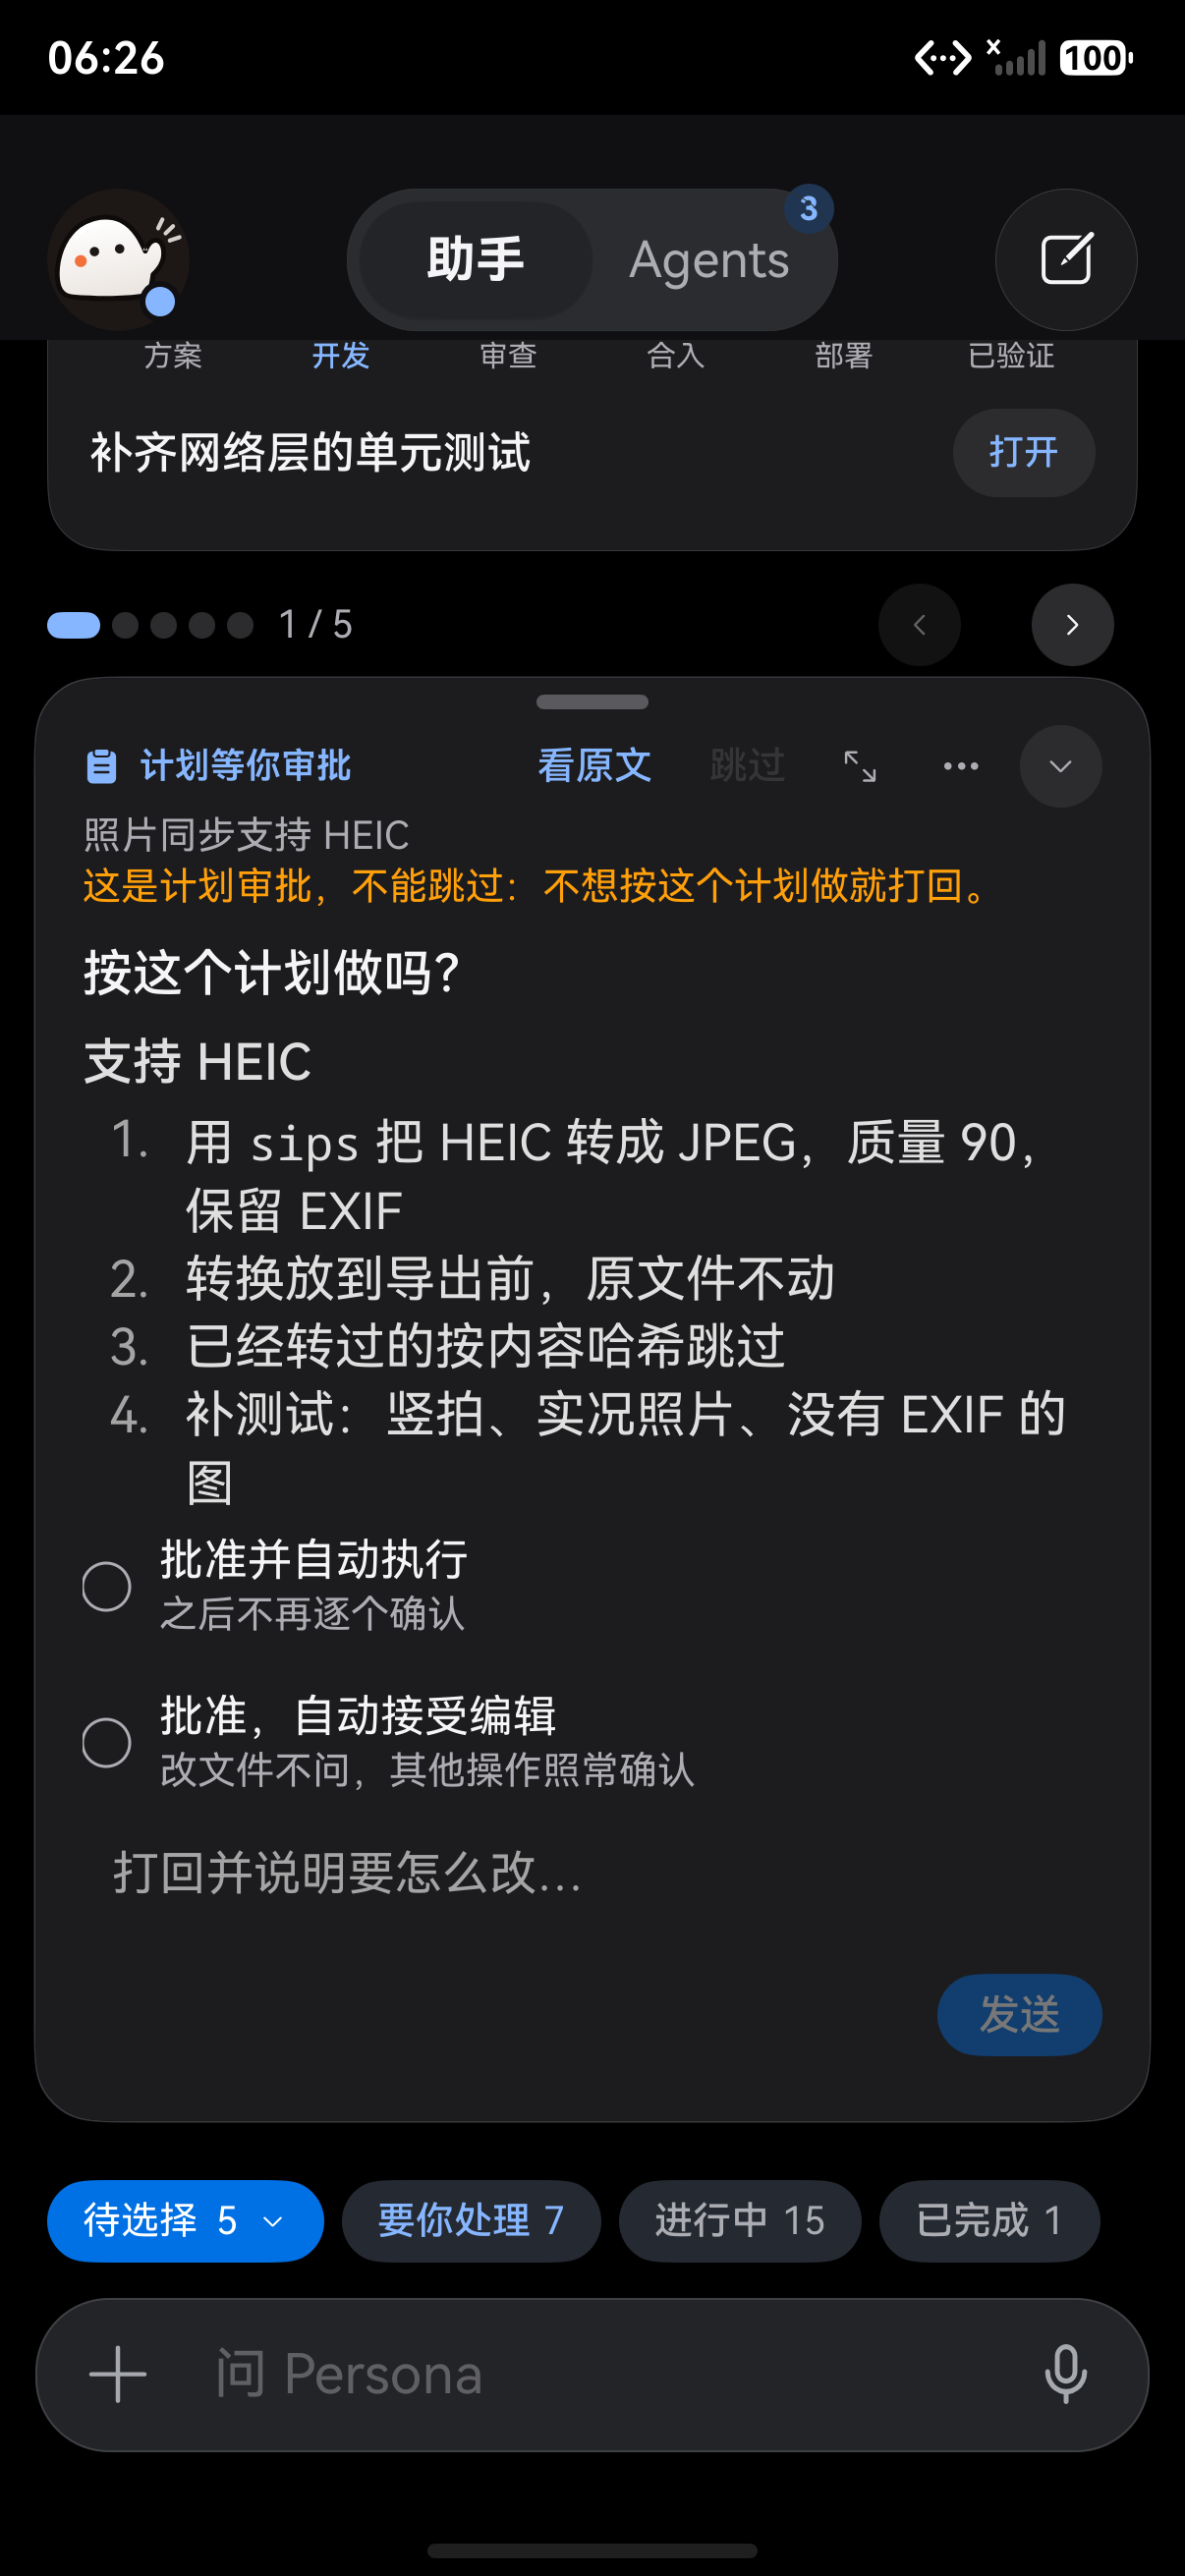 06:26
100
助手
Agents
3
方案
开发
审查
合入
部署
已验证
补齐网络层的单元测试
打开
1 / 5
计划等你审批
看原文
跳过
照片同步支持 HEIC
这是计划审批，不能跳过：不想按这个计划做就打回。
按这个计划做吗？
支持 HEIC
1. 用 sips 把 HEIC 转成 JPEG，质量 90，
保留 EXIF
2. 转换放到导出前，原文件不动
3. 已经转过的按内容哈希跳过
4. 补测试：竖拍、实况照片、没有 EXIF 的
图
批准并自动执行
之后不再逐个确认
批准，自动接受编辑
改文件不问，其他操作照常确认
打回并说明要怎么改…
发送
待选择 5
要你处理 7
进行中 15
已完成 1
问 Persona